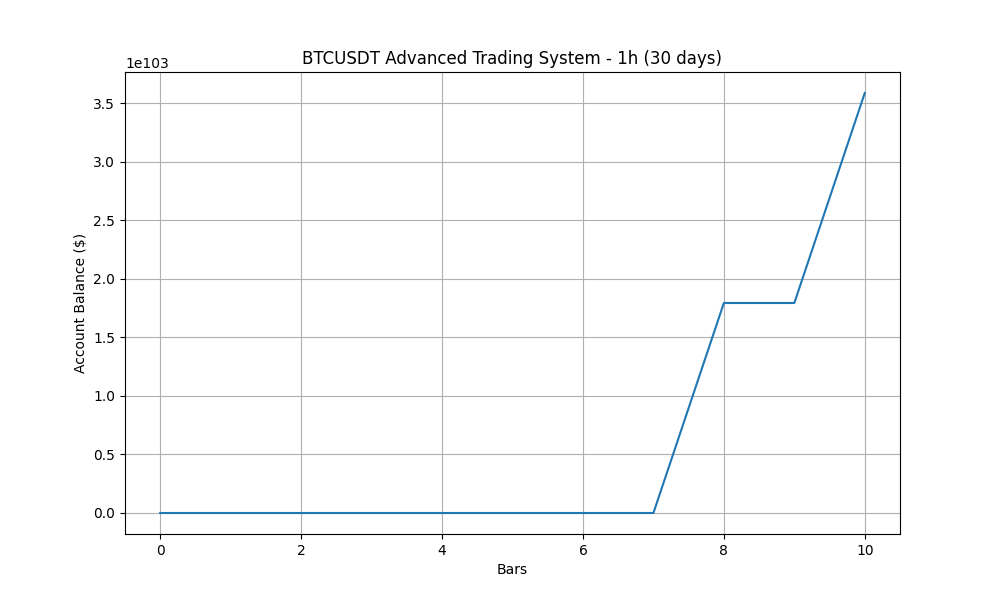 BTCUSDT Advanced Trading System - 1h (30 days)
1e103
3.5
3.0
2.5
2.0
1.5
1.0
0.5
0.0
Account Balance ($)
0 2 4 6 8 10
Bars